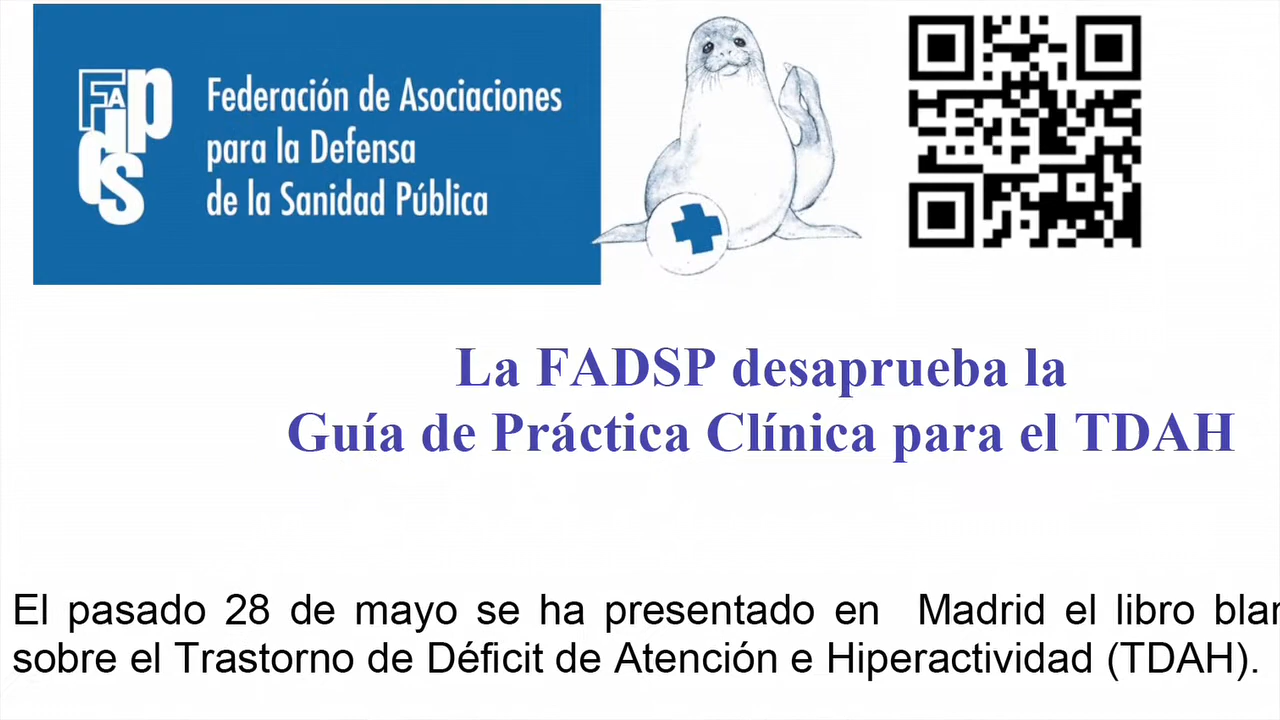 FAdSP
Federación de Asociaciones
para la Defensa
de la Sanidad Pública
La FADSP desaprueba la
Guía de Práctica Clínica para el TDAH
El pasado 28 de mayo se ha presentado en Madrid el libro blan
sobre el Trastorno de Déficit de Atención e Hiperactividad (TDAH).